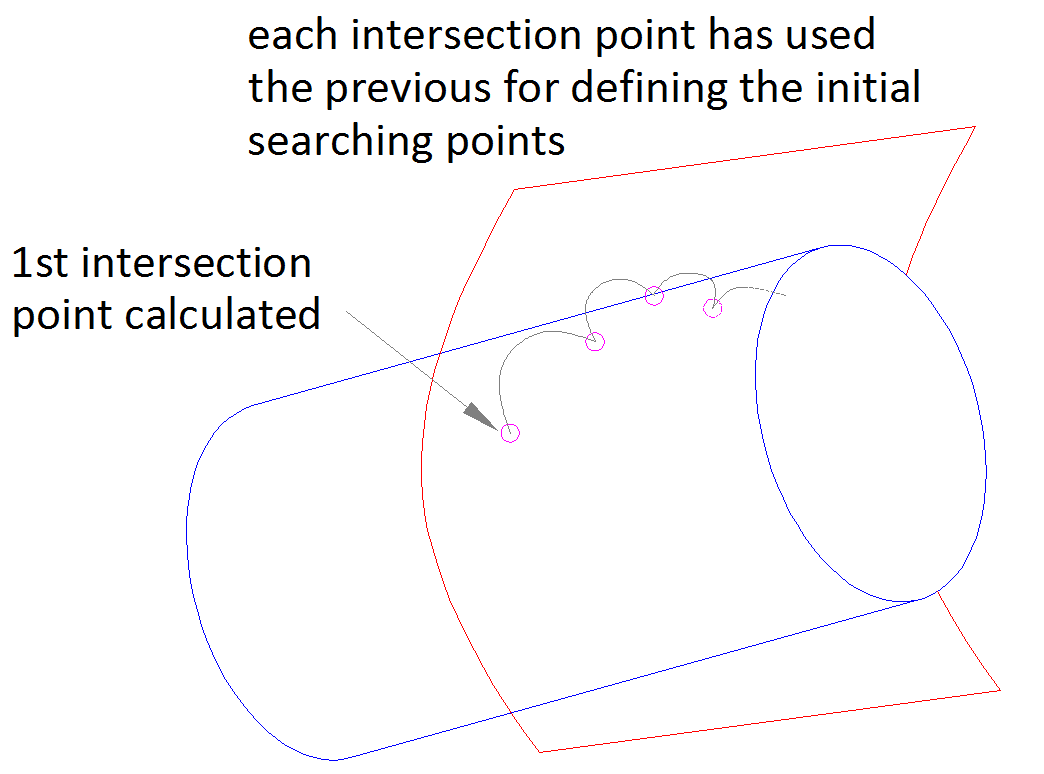 each intersection point has used
the previous for defining the initial
searching points
1st intersection
point calculated